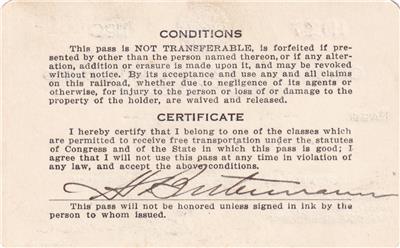 CONDITIONS
This pass is NOT TRANSFERABLE, is forfeited if pre-
sented by other than the person named thereon, or if any alter-
ation, addition or erasure is made upon it, and may be revoked
without notice. By its acceptance and use any and all claims
on this railroad, whether due to negligence of its agents or
otherwise, for injury to the person or loss of or damage to the
property of the holder, are waived and released.
CERTIFICATE
I hereby certify that I belong to one of the classes which
are permitted to receive free transportation under the statutes
of Congress and of the State in which this pass is good; I
agree that I will not use this pass at any time in violation of
any law, and accept the above conditions.
This pass will not be honored unless signed in ink by the
person to whom issued.